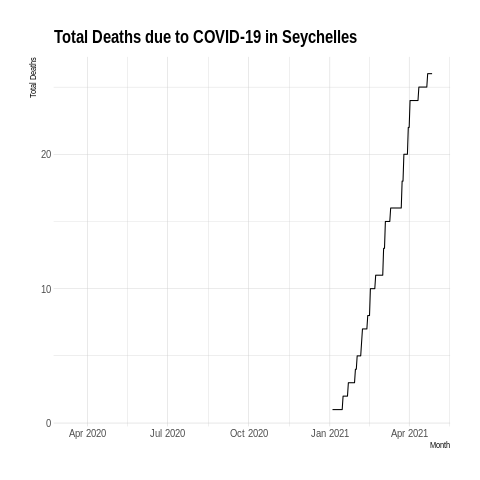 Total Deaths due to COVID-19 in Seychelles
Total Deaths
20
10
0
Apr 2020 Jul 2020 Oct 2020 Jan 2021 Apr 2021
Month